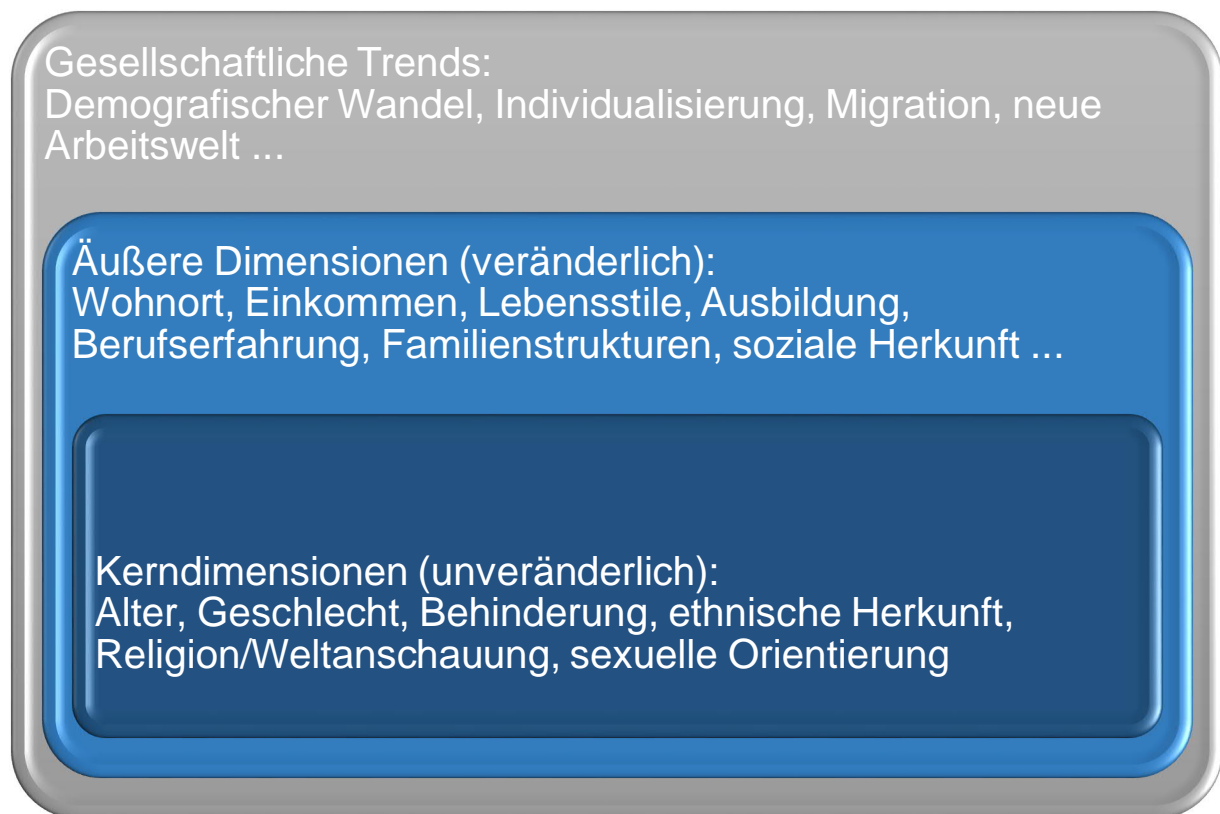 Gesellschaftliche Trends:
Demografischer Wandel, Individualisierung, Migration, neue
Arbeitswelt ...
Äußere Dimensionen (veränderlich):
Wohnort, Einkommen, Lebensstile, Ausbildung,
Berufserfahrung, Familienstrukturen, soziale Herkunft ...
Kerndimensionen (unveränderlich):
Alter, Geschlecht, Behinderung, ethnische Herkunft,
Religion/Weltanschauung, sexuelle Orientierung